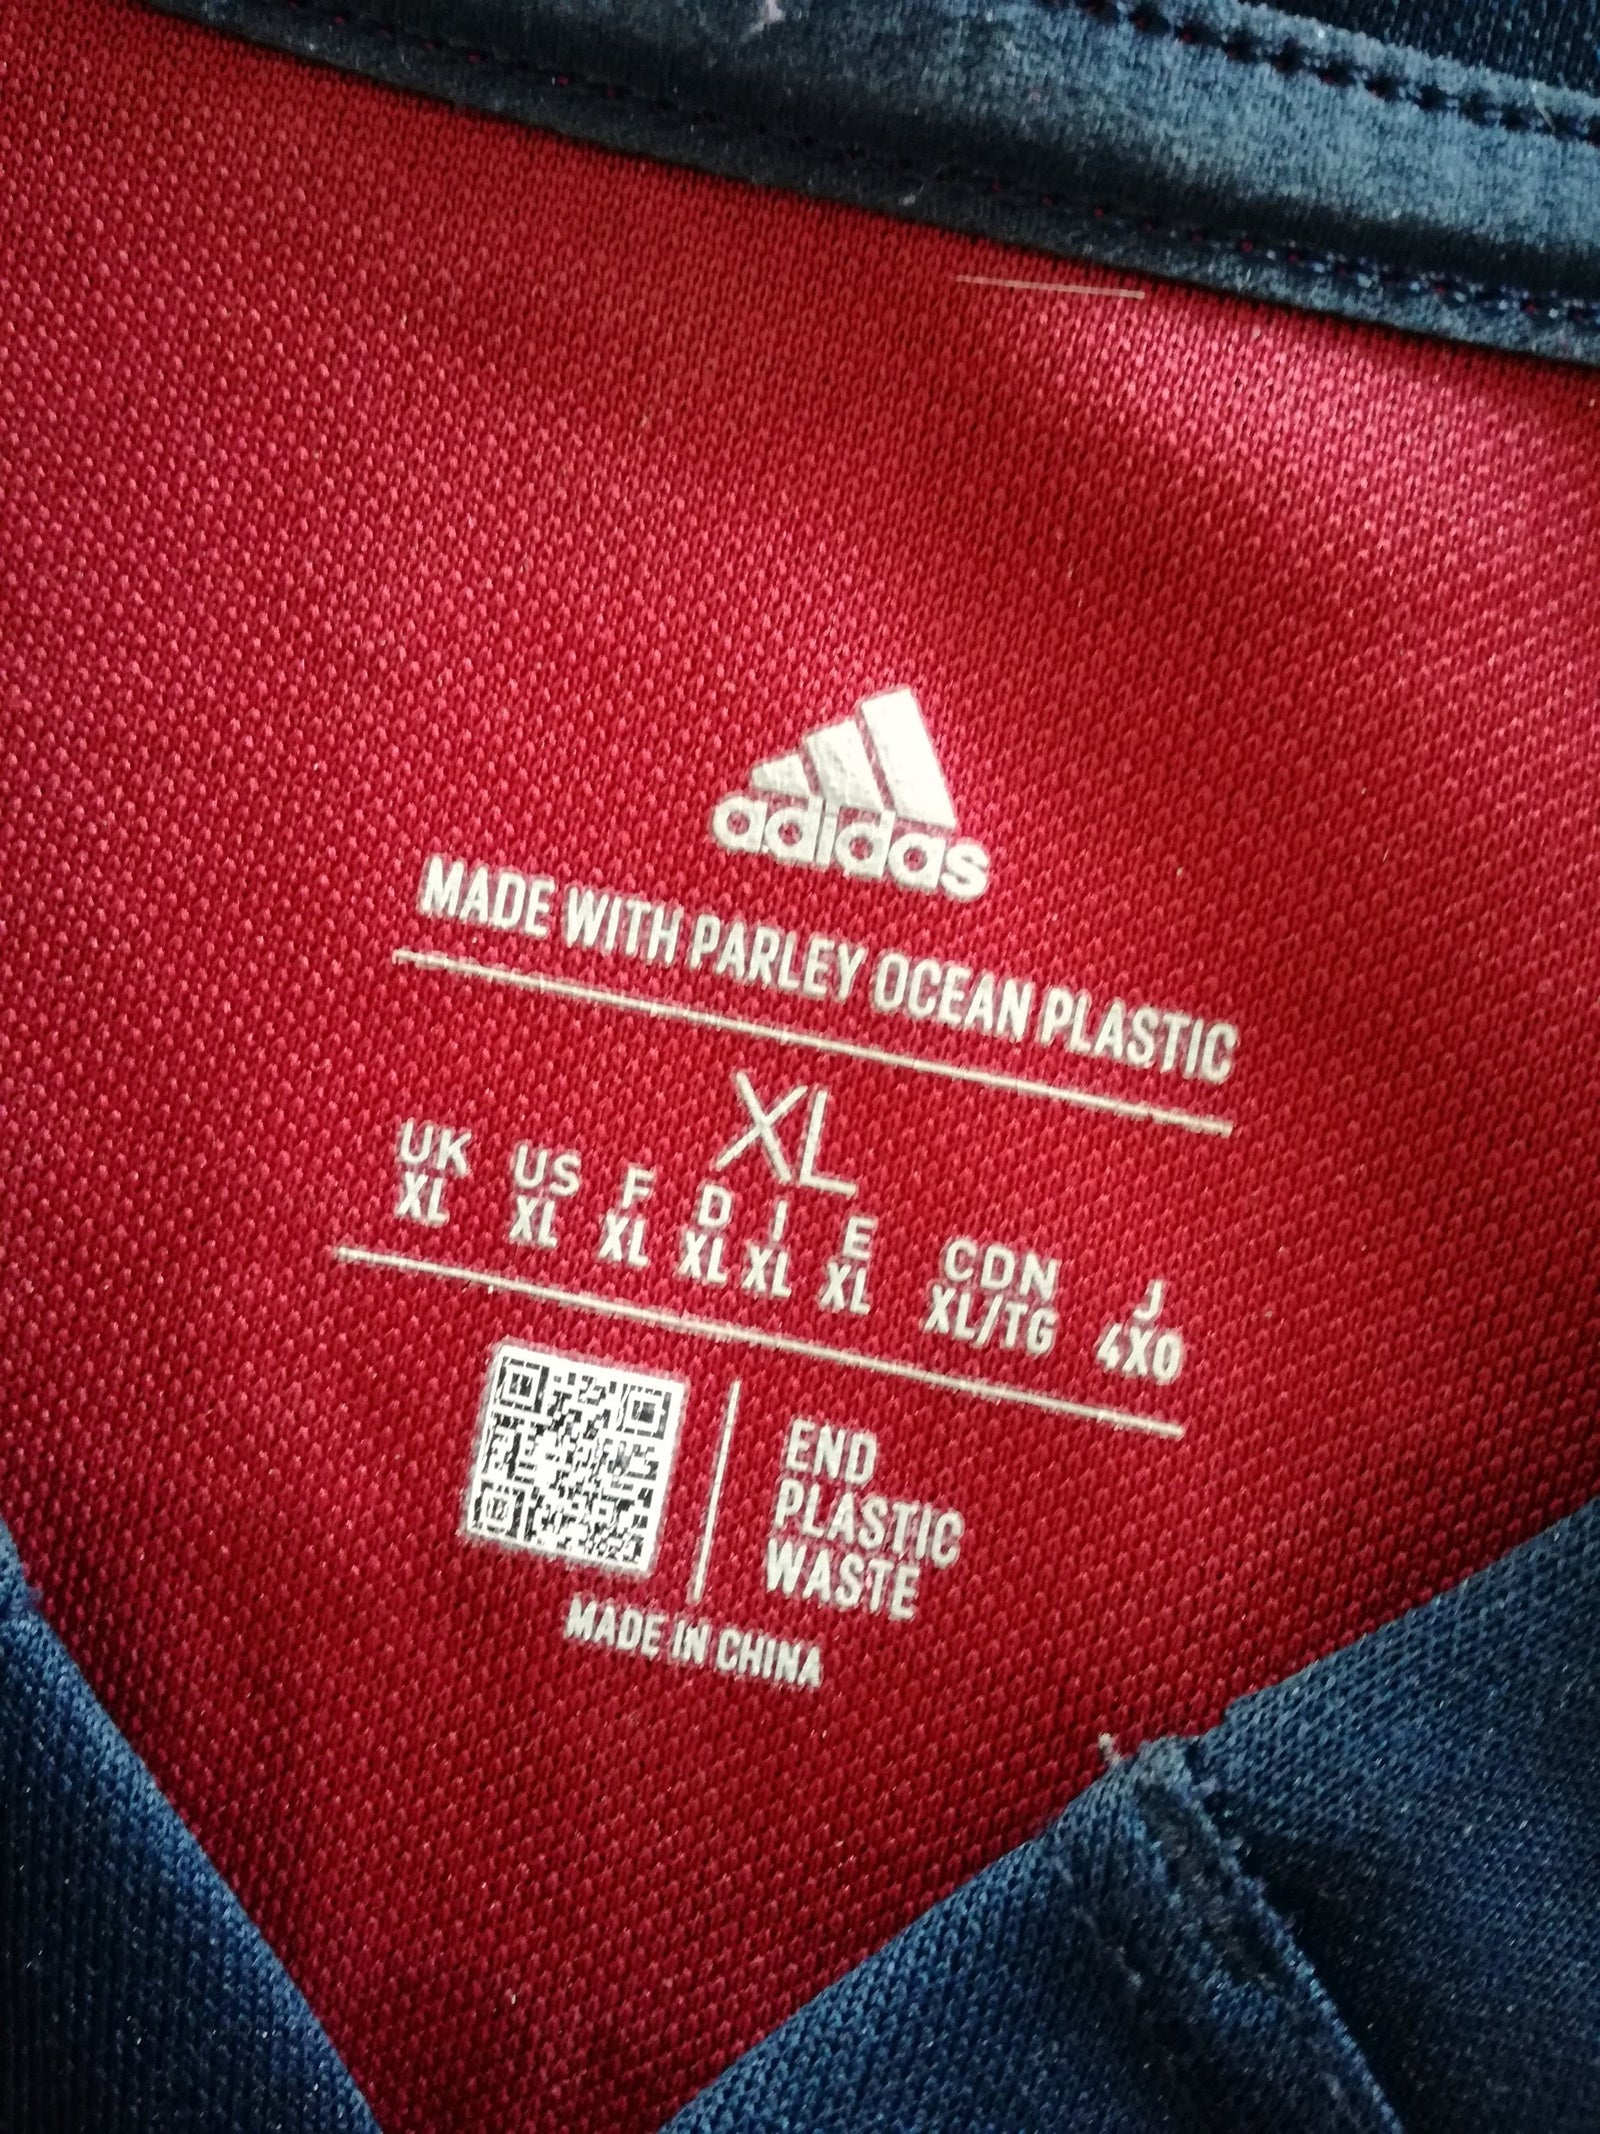 adidas
MADE WITH PARLEY OCEAN PLASTIC
XL
UK US F D I E CDN J
XL XL XL XL XL XL XL/TG 4XO
END
PLASTIC
WASTE
MADE IN CHINA